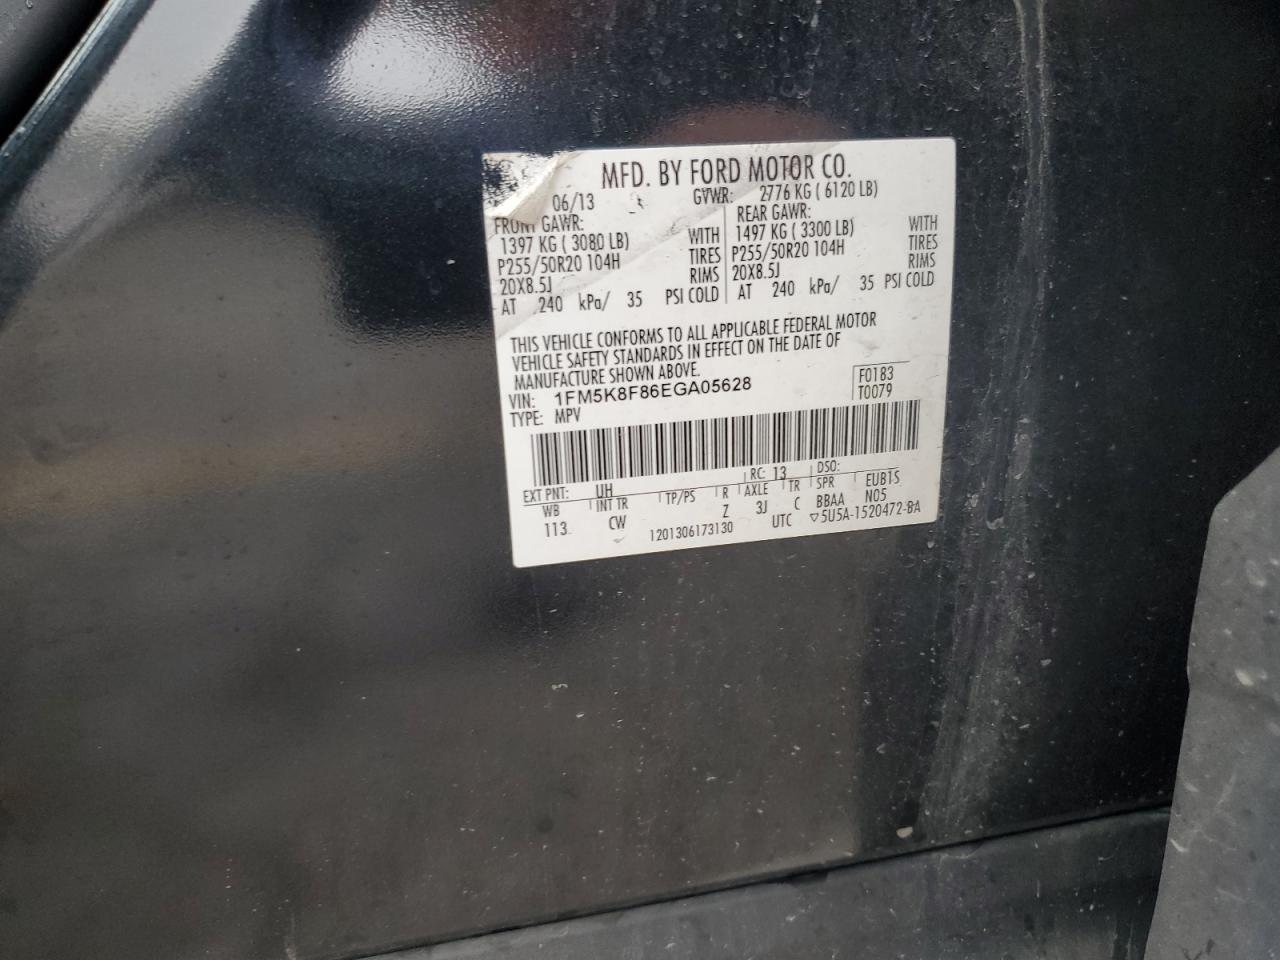 MFD. BY FORD MOTOR CO.
06/13 GVWR: 2776 KG ( 6120 LB)
FRONT GAWR: REAR GAWR:
1397 KG ( 3080 LB) WITH 1497 KG ( 3300 LB) WITH
P255/50R20 104H TIRES P255/50R20 104H TIRES
20X8.5J RIMS 20X8.5J RIMS
AT 240 kPa/ 35 PSI COLD AT 240 kPa/ 35 PSI COLD
THIS VEHICLE CONFORMS TO ALL APPLICABLE FEDERAL MOTOR
VEHICLE SAFETY STANDARDS IN EFFECT ON THE DATE OF
MANUFACTURE SHOWN ABOVE.
VIN: 1FM5K8F86EGA05628 F0183
TYPE: MPV T0079
EXT PNT: UH RC: 13 DSO:
WB INT TR TP/PS R AXLE TR SPR EUBTS
113 CW Z 3J C BBAA N05
1201306173130 UTC ▽5U5A-1520472-BA